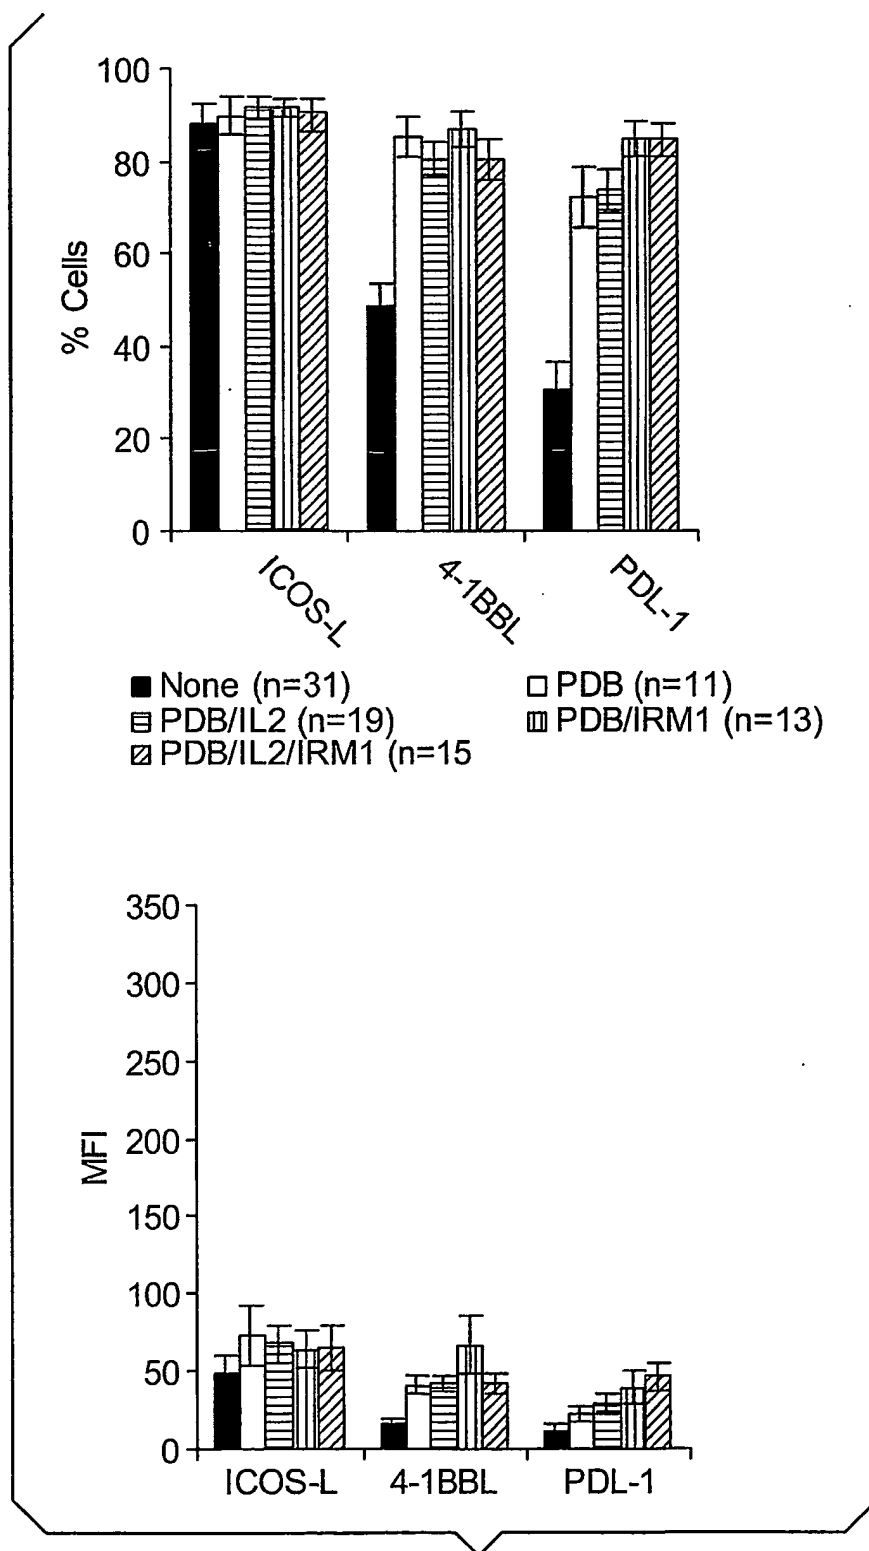 100
80
60
40
20
0
% Cells
ICOS-L 4-1BBL PDL-1
None (n=31) PDB (n=11)
PDB/IL2 (n=19) PDB/IRM1 (n=13)
PDB/IL2/IRM1 (n=15
350
300
250
200
150
100
50
0
MFI
ICOS-L 4-1BBL PDL-1